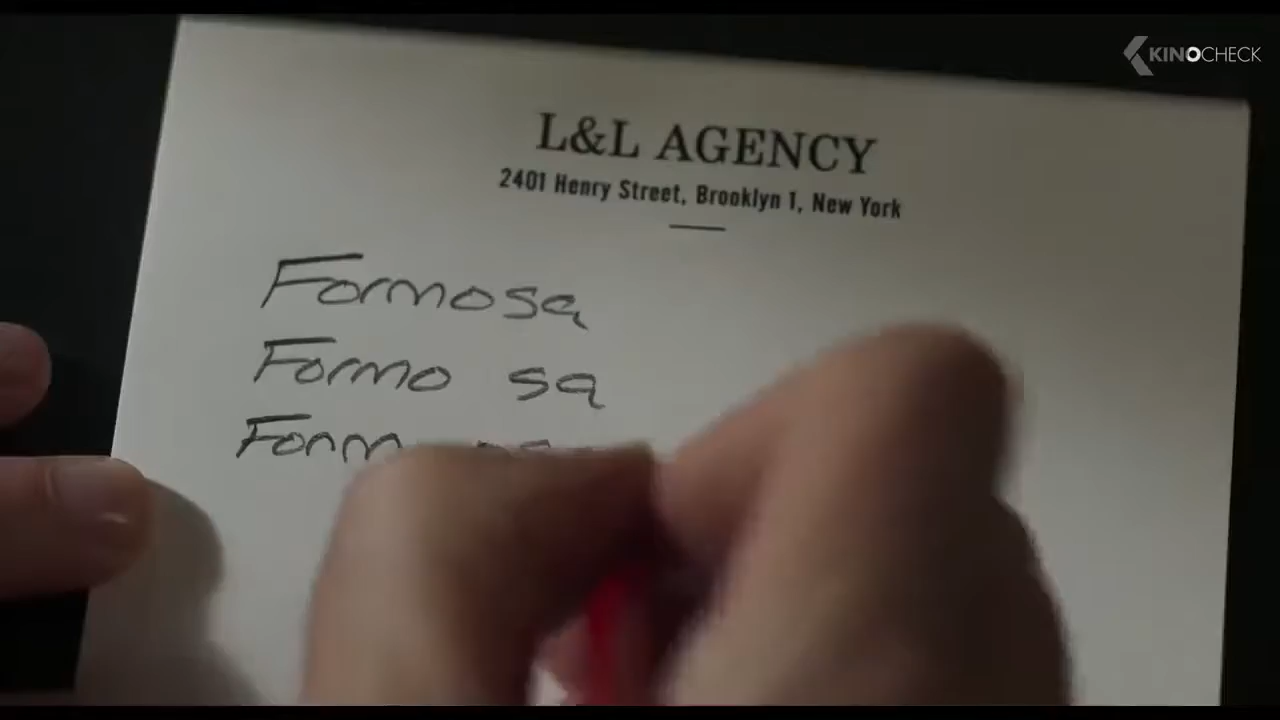 KINOCHECK
L&L AGENCY
2401 Henry Street, Brooklyn 1, New York
Formosa
Formo sa